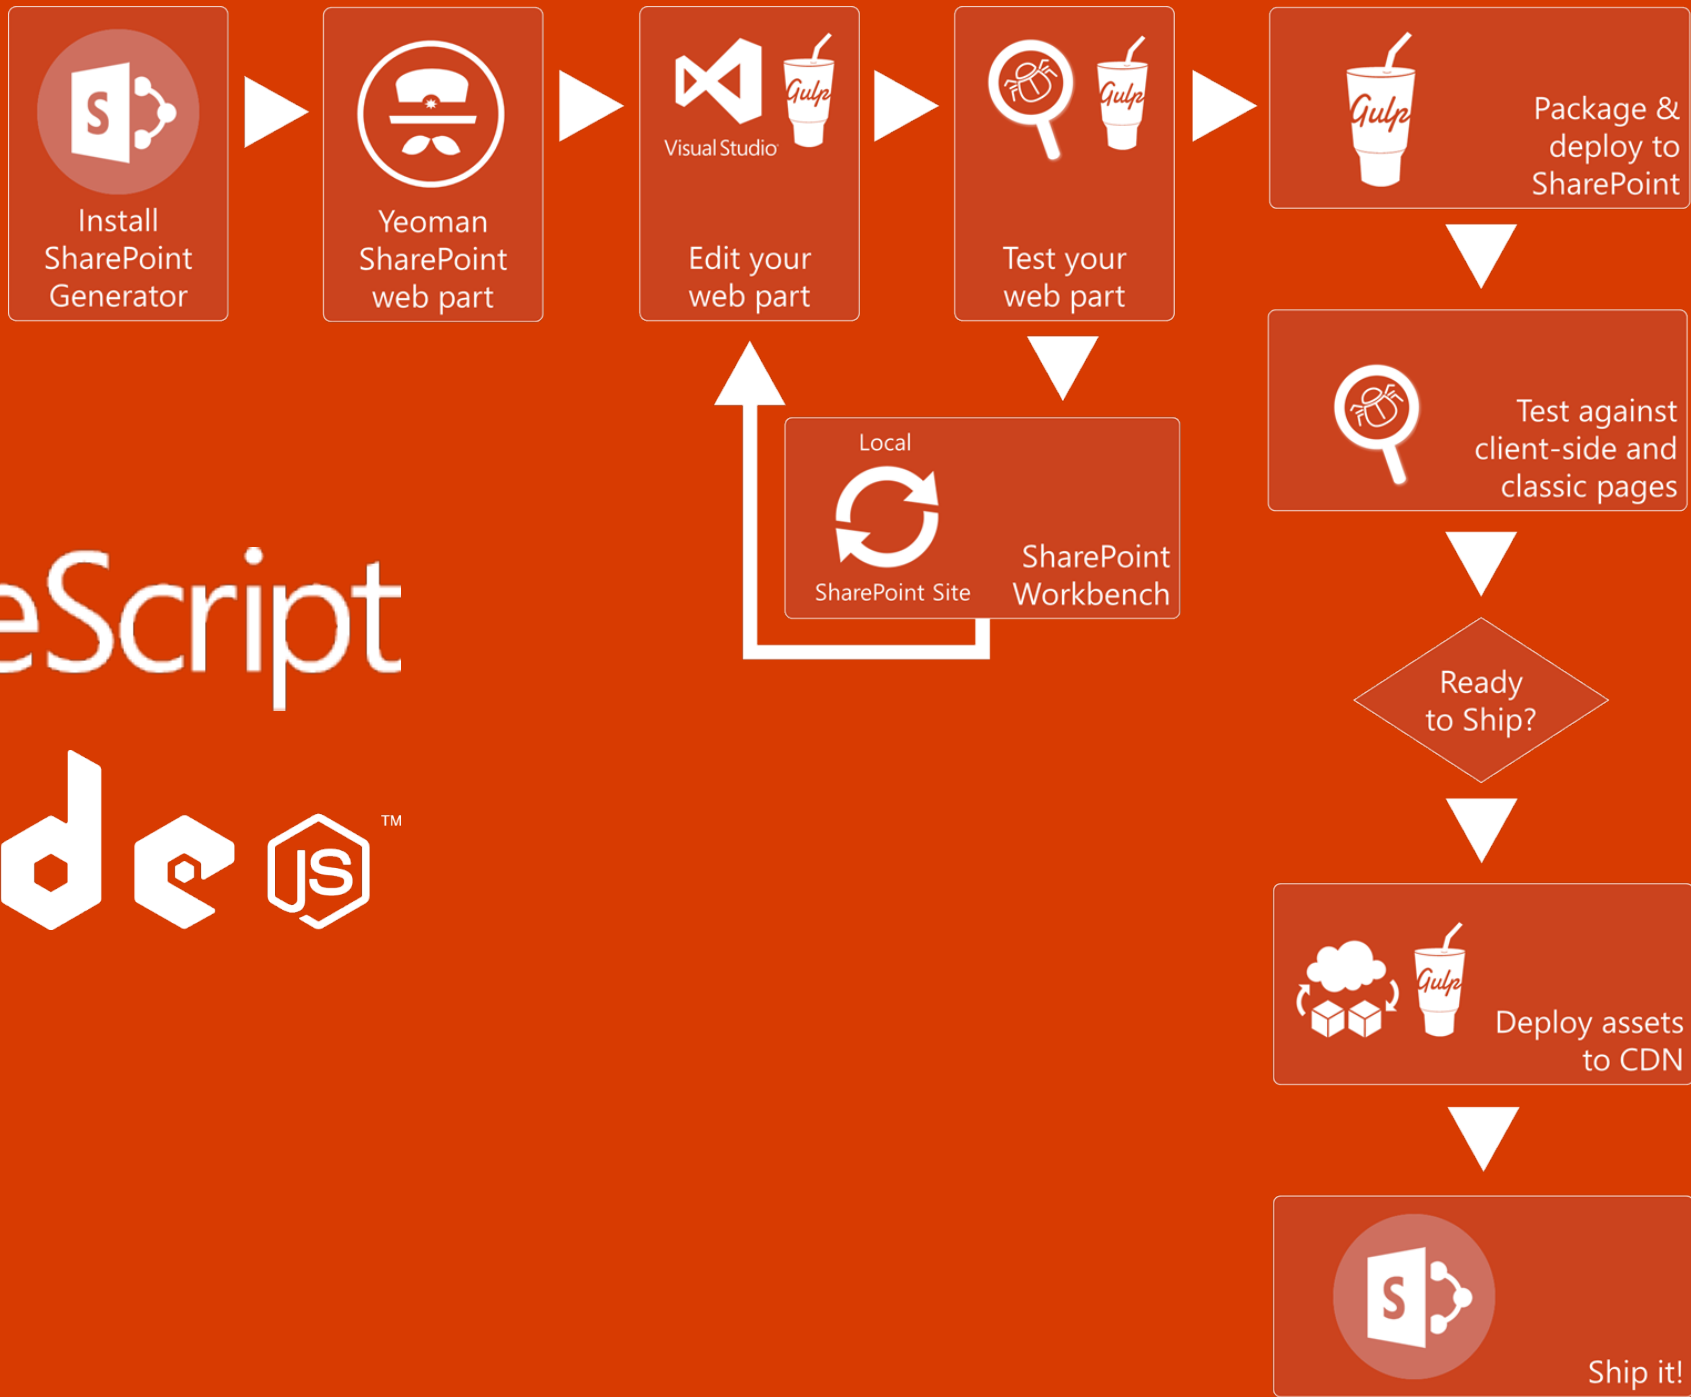 S
Install
SharePoint
Generator
Yeoman
SharePoint
web part
Visual Studio
Gulp
Edit your
web part
Gulp
Test your
web part
Gulp
Package &
deploy to
SharePoint
Local
SharePoint Site
SharePoint
Workbench
Test against
client-side and
classic pages
eScript
de JS™
Ready
to Ship?
Gulp
Deploy assets
to CDN
S
Ship it!